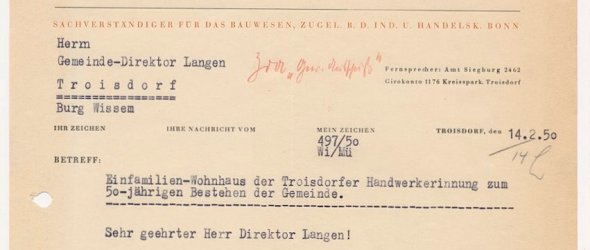 SACHVERSTÄNDIGER FÜR DAS BAUWESEN, ZUGEL. B. D. IND. U. HANDELSK. BONN
Herrn
Gemeinde-Direktor Langen
Troisdorf
Burg Wissem
Fernsprecher: Amt Siegburg 2462
Girokonto 1176 Kreisspark. Troisdorf
IHR ZEICHEN IHRE NACHRICHT VOM MEIN ZEICHEN TROISDORF, den 14.2.50
497/50
Wi/Mü
14
BETREFF:
Einfamilien-Wohnhaus der Troisdorfer Handwerkerinnung zum
50-jährigen Bestehen der Gemeinde.
Sehr geehrter Herr Direktor Langen!